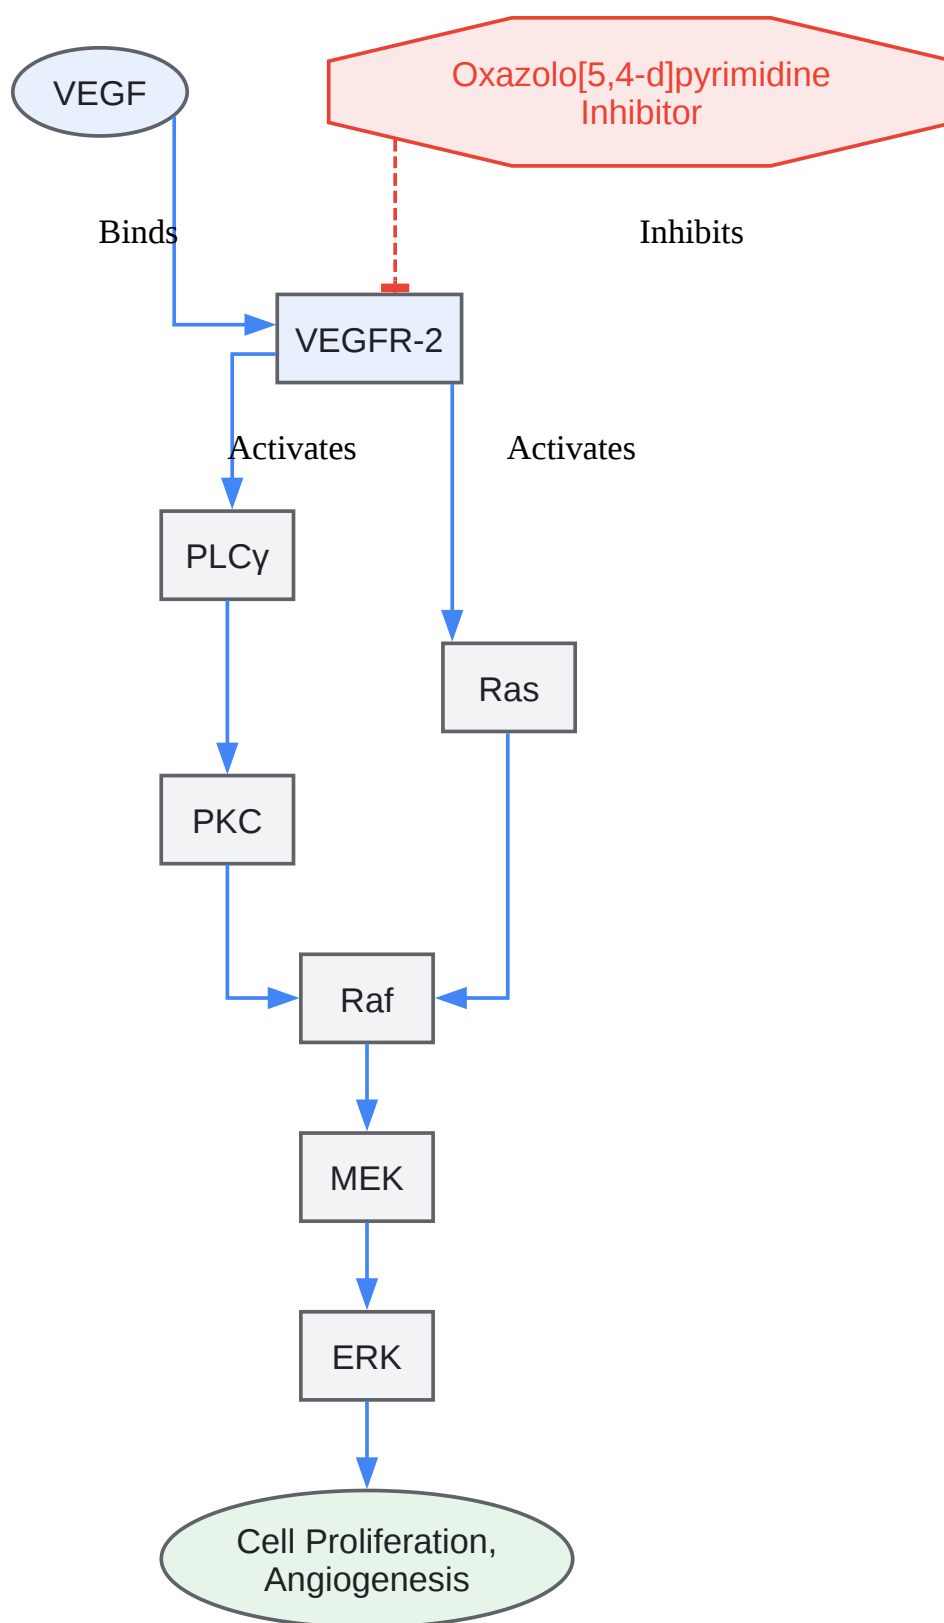 VEGF
Oxazolo[5,4-d]pyrimidine
Inhibitor
Binds
Inhibits
VEGFR-2
Activates
Activates
PLCγ
Ras
PKC
Raf
MEK
ERK
Cell Proliferation,
Angiogenesis